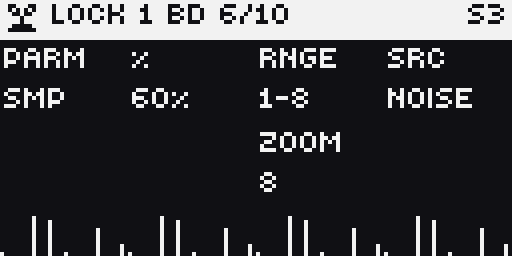 LOCK 1 BD 6/10 S3
PARM % RNGE SRC
SMP 60% 1-8 NOISE
ZOOM
8